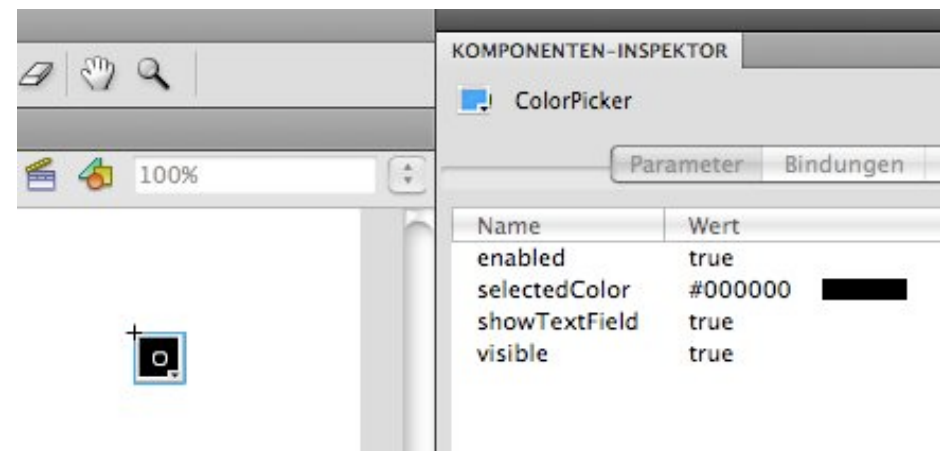 KOMPONENTEN-INSPEKTOR
ColorPicker
Parameter Bindungen
100%
Name Wert
enabled true
selectedColor #000000
showTextField true
visible true